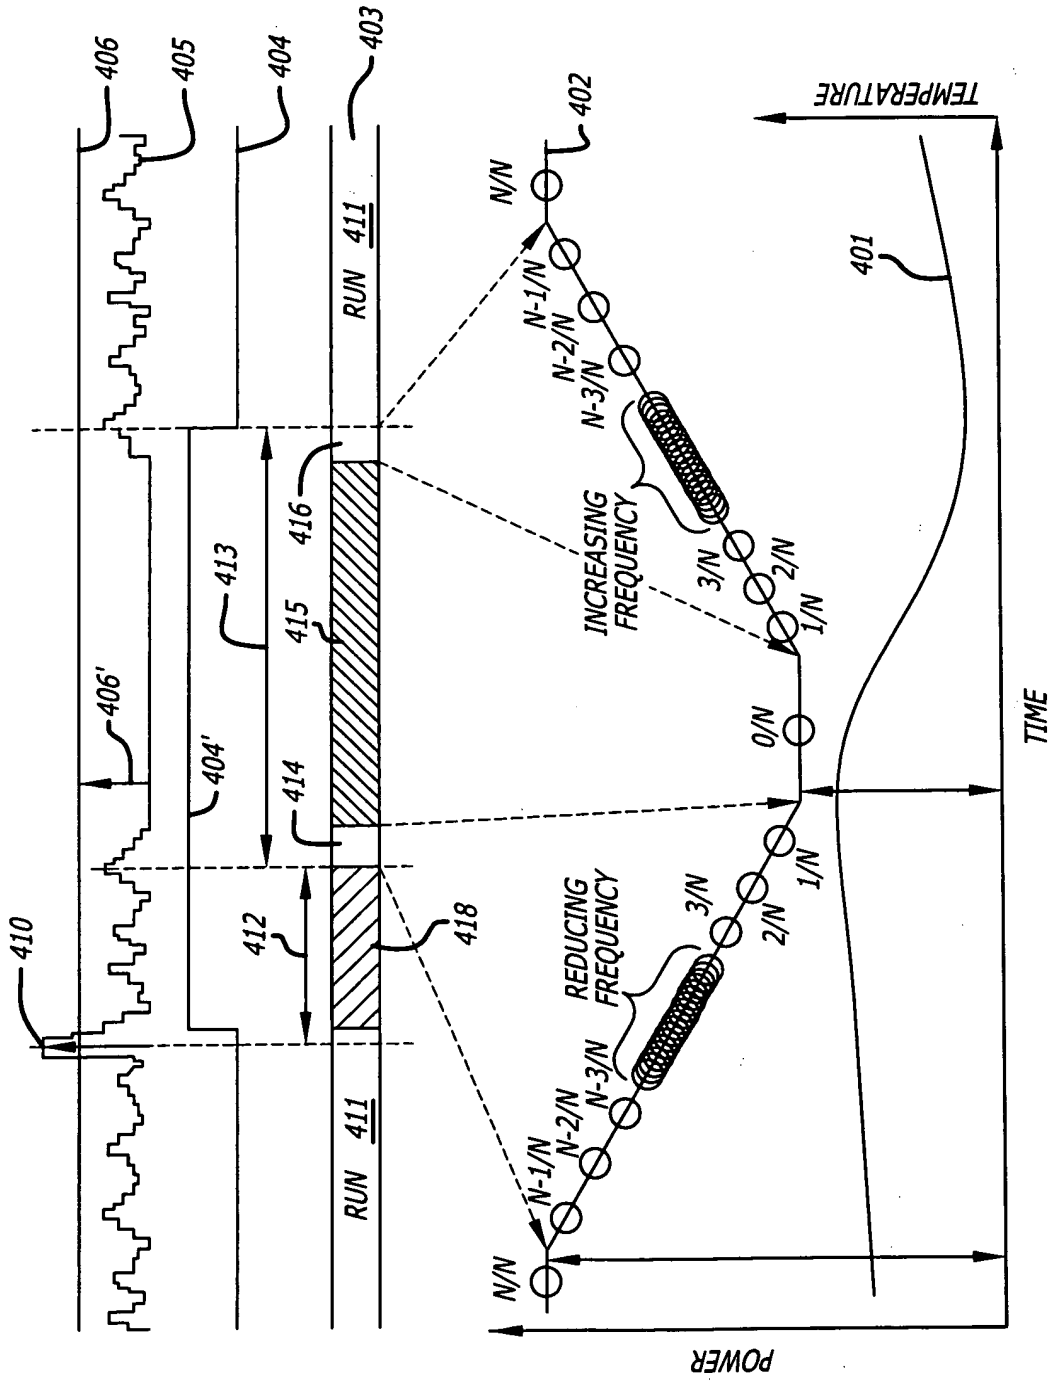 410
406
405
404
406'
404'
412
413
414
415
416
403
RUN 411
RUN 411
418
402
N/N
N-1/N
N-2/N
N-3/N
REDUCING
FREQUENCY
3/N
2/N
1/N
0/N
1/N
2/N
3/N
INCREASING
FREQUENCY
N-3/N
N-2/N
N-1/N
N/N
401
POWER
TEMPERATURE
TIME